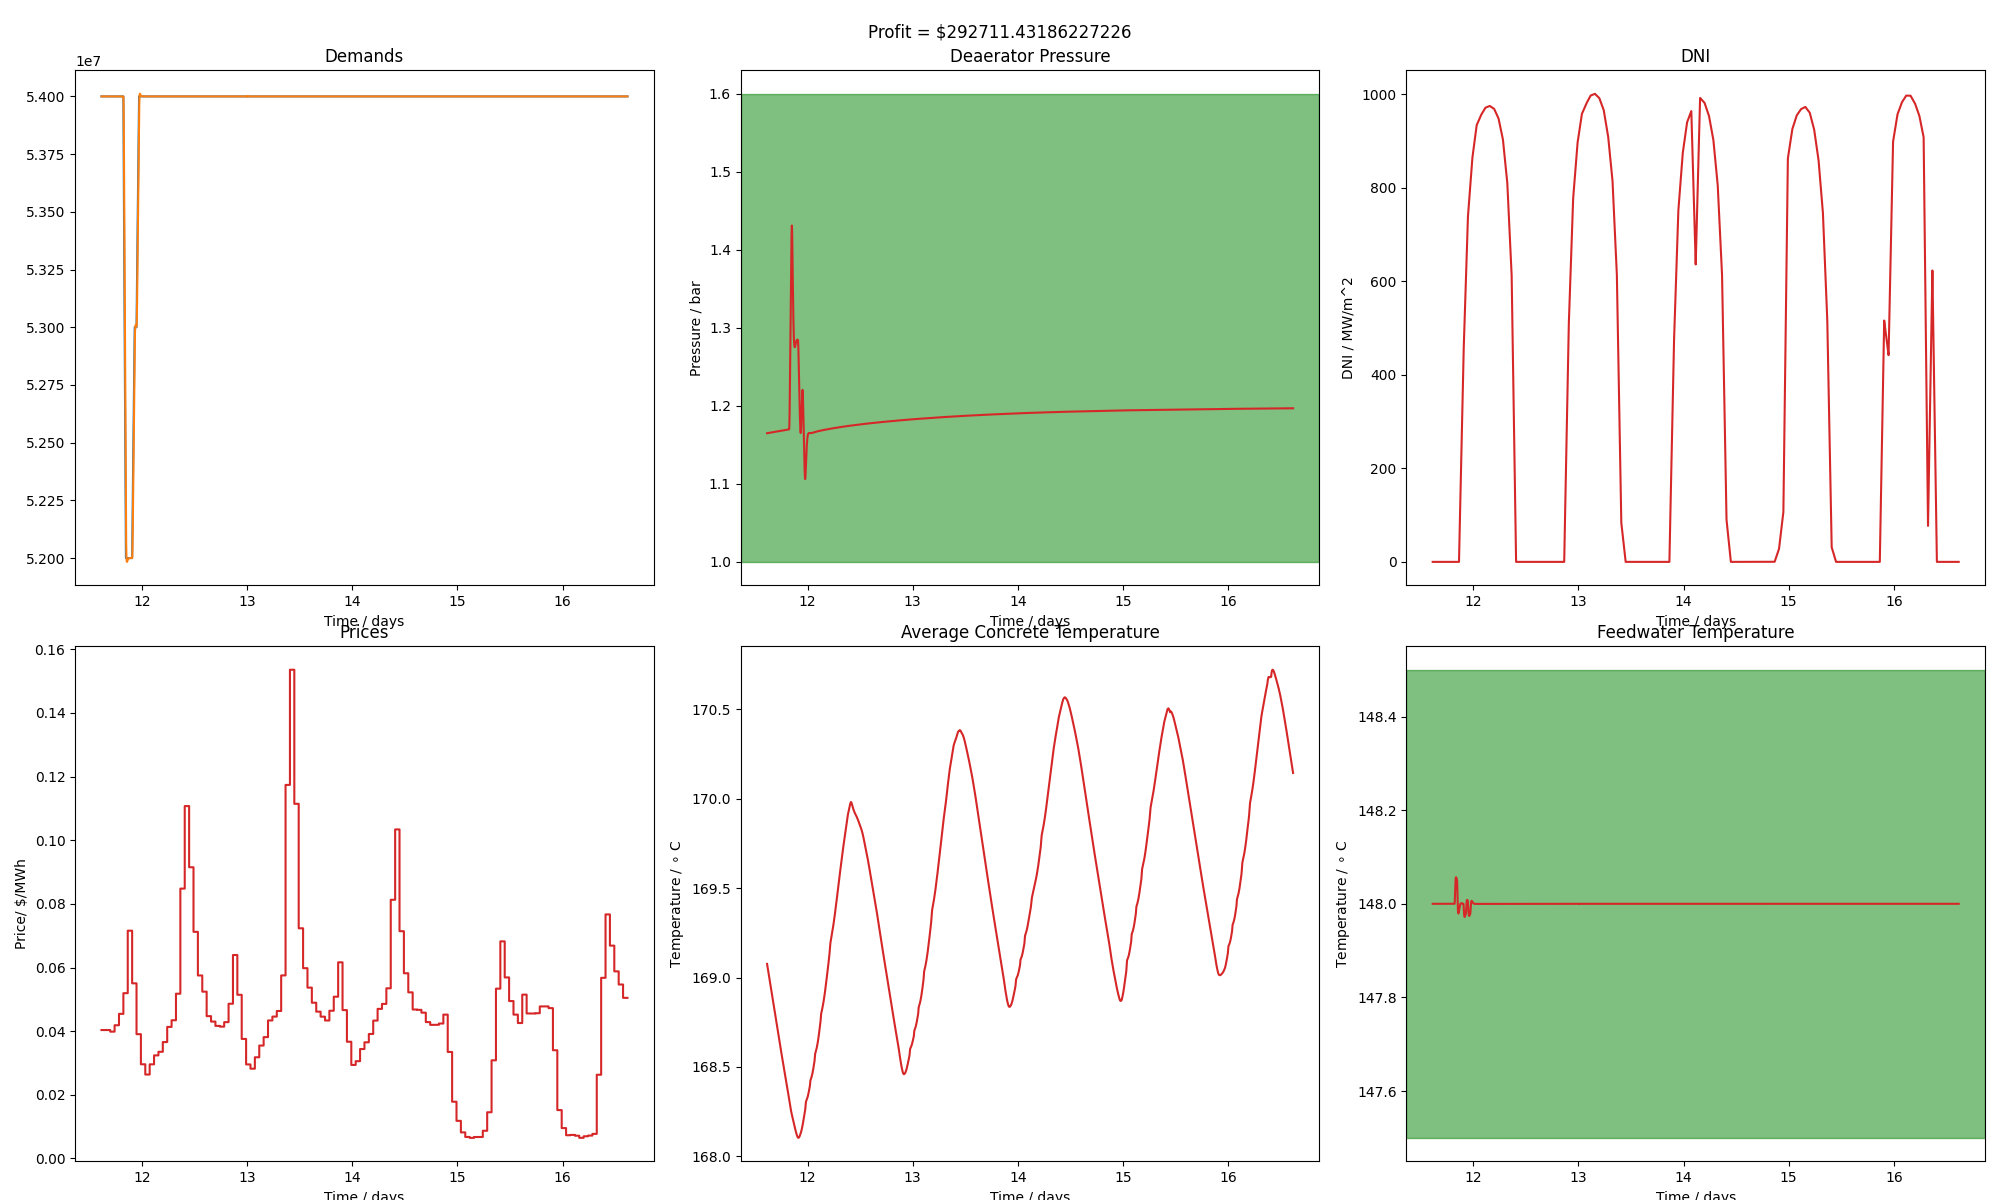 Profit = $292711.43186227226
Demands
1e7
5.400
5.375
5.350
5.325
5.300
5.275
5.250
5.225
5.200
12 13 14 15 16
Time / days
Deaerator Pressure
Pressure / bar
1.6
1.5
1.4
1.3
1.2
1.1
1.0
12 13 14 15 16
Time / days
DNI
DNI / MW/m^2
1000
800
600
400
200
0
12 13 14 15 16
Time / days
Prices
Price/ $/MWh
0.16
0.14
0.12
0.10
0.08
0.06
0.04
0.02
0.00
12 13 14 15 16
Time / days
Average Concrete Temperature
Temperature / ∘ C
170.5
170.0
169.5
169.0
168.5
168.0
12 13 14 15 16
Time / days
Feedwater Temperature
Temperature / ∘ C
148.4
148.2
148.0
147.8
147.6
12 13 14 15 16
Time / days